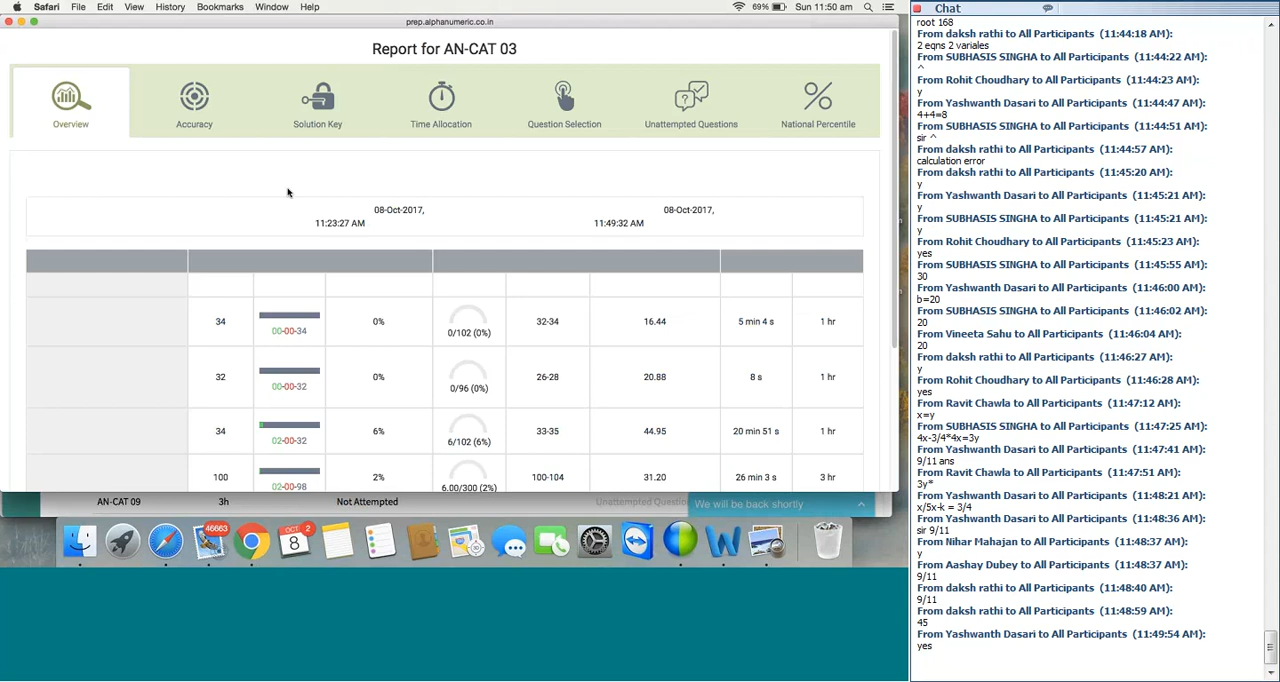 Safari File Edit View History Bookmarks Window Help 69% Sun 11:50 am
prep.alphanumeric.co.in
Report for AN-CAT 03
Overview Accuracy Solution Key Time Allocation Question Selection Unattempted Questions National Percentile
08-Oct-2017, 08-Oct-2017,
11:23:27 AM 11:49:32 AM
34 00-00-34 0% 0/102 (0%) 32-34 16.44 5 min 4 s 1 hr
32 00-00-32 0% 0/96 (0%) 26-28 20.88 8 s 1 hr
34 02-00-32 6% 6/102 (6%) 33-35 44.95 20 min 51 s 1 hr
100 02-00-98 2% 6.00/300 (2%) 100-104 31.20 26 min 3 s 3 hr
AN-CAT 09 3h Not Attempted Unattempted Questio We will be back shortly
46663
OCT 8 2
Chat
root 168
From daksh rathi to All Participants (11:44:18 AM):
2 eqns 2 variales
From SUBHASIS SINGHA to All Participants (11:44:22 AM):
^
From Rohit Choudhary to All Participants (11:44:23 AM):
y
From Yashwanth Dasari to All Participants (11:44:47 AM):
4+4=8
From SUBHASIS SINGHA to All Participants (11:44:51 AM):
sir ^
From daksh rathi to All Participants (11:44:57 AM):
calculation error
From daksh rathi to All Participants (11:45:20 AM):
y
From Yashwanth Dasari to All Participants (11:45:21 AM):
y
From SUBHASIS SINGHA to All Participants (11:45:21 AM):
y
From Rohit Choudhary to All Participants (11:45:23 AM):
yes
From SUBHASIS SINGHA to All Participants (11:45:55 AM):
30
From Yashwanth Dasari to All Participants (11:46:00 AM):
b=20
From SUBHASIS SINGHA to All Participants (11:46:02 AM):
20
From Vineeta Sahu to All Participants (11:46:04 AM):
20
From daksh rathi to All Participants (11:46:27 AM):
y
From Rohit Choudhary to All Participants (11:46:28 AM):
yes
From Ravit Chawla to All Participants (11:47:12 AM):
x=y
From SUBHASIS SINGHA to All Participants (11:47:25 AM):
4x-3/4*4x=3y
From Yashwanth Dasari to All Participants (11:47:41 AM):
9/11 ans
From Ravit Chawla to All Participants (11:47:51 AM):
3y*
From Yashwanth Dasari to All Participants (11:48:21 AM):
x/5x-k = 3/4
From Yashwanth Dasari to All Participants (11:48:36 AM):
sir 9/11
From Nihar Mahajan to All Participants (11:48:37 AM):
y
From Aashay Dubey to All Participants (11:48:37 AM):
9/11
From daksh rathi to All Participants (11:48:40 AM):
9/11
From daksh rathi to All Participants (11:48:59 AM):
45
From Yashwanth Dasari to All Participants (11:49:54 AM):
yes